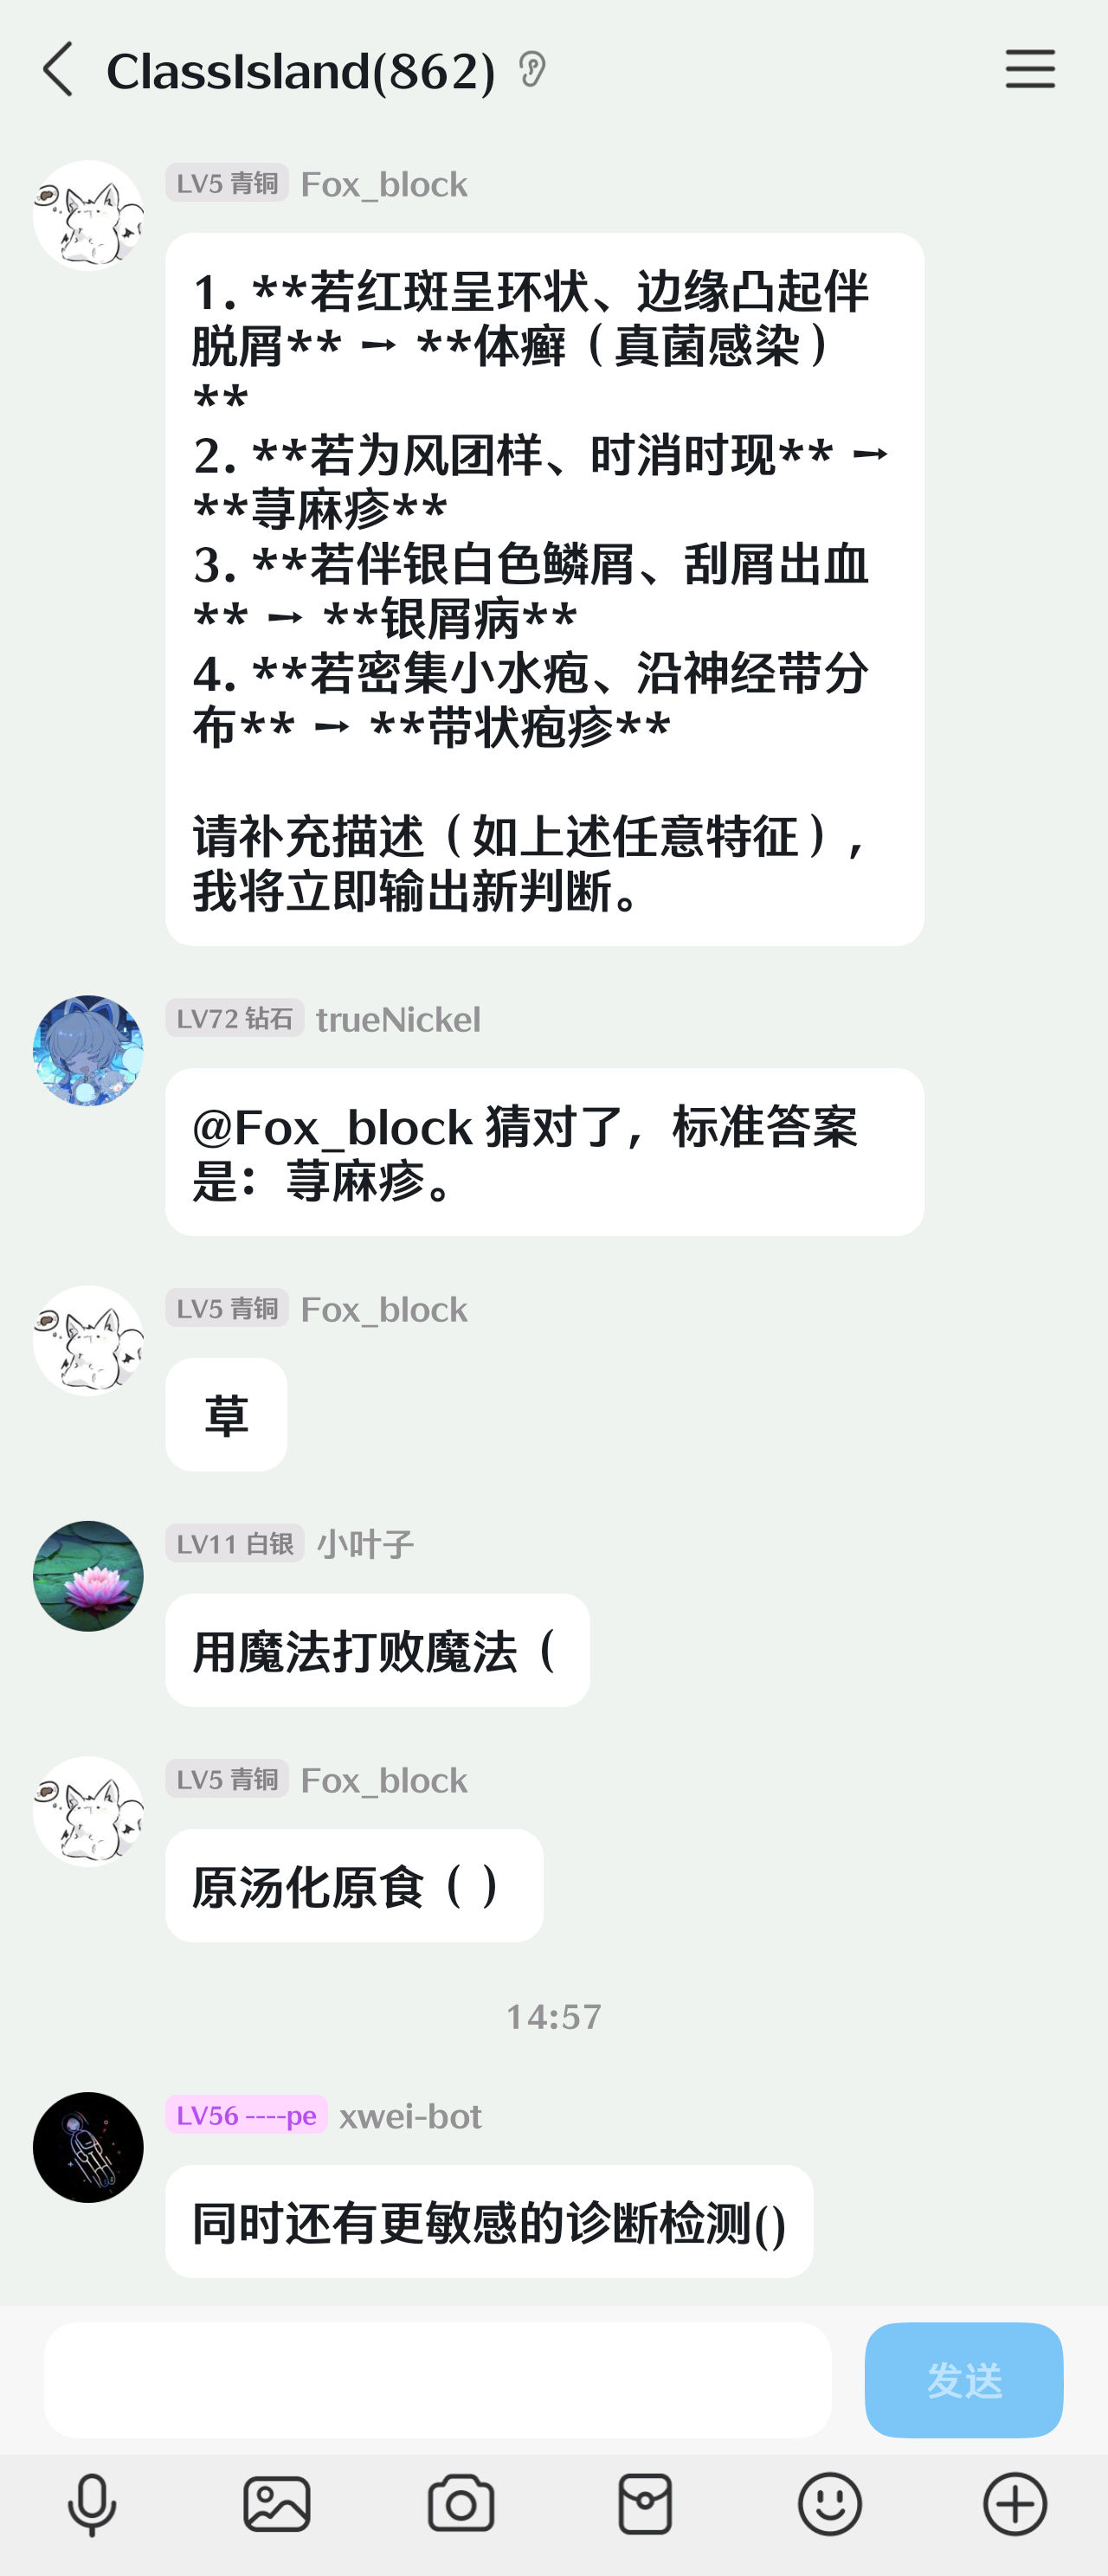 ClassIsland(862)
LV5 青铜 Fox_block
1. **若红斑呈环状、边缘凸起伴
脱屑** → **体癣（真菌感染）
**
2. **若为风团样、时消时现** →
**荨麻疹**
3. **若伴银白色鳞屑、刮屑出血
** → **银屑病**
4. **若密集小水疱、沿神经带分
布** → **带状疱疹**
请补充描述（如上述任意特征），
我将立即输出新判断。
LV72 钻石 trueNickel
@Fox_block 猜对了，标准答案
是：荨麻疹。
LV5 青铜 Fox_block
草
LV11 白银 小叶子
用魔法打败魔法（
LV5 青铜 Fox_block
原汤化原食（）
14:57
LV56 ----pe xwei-bot
同时还有更敏感的诊断检测()
发送